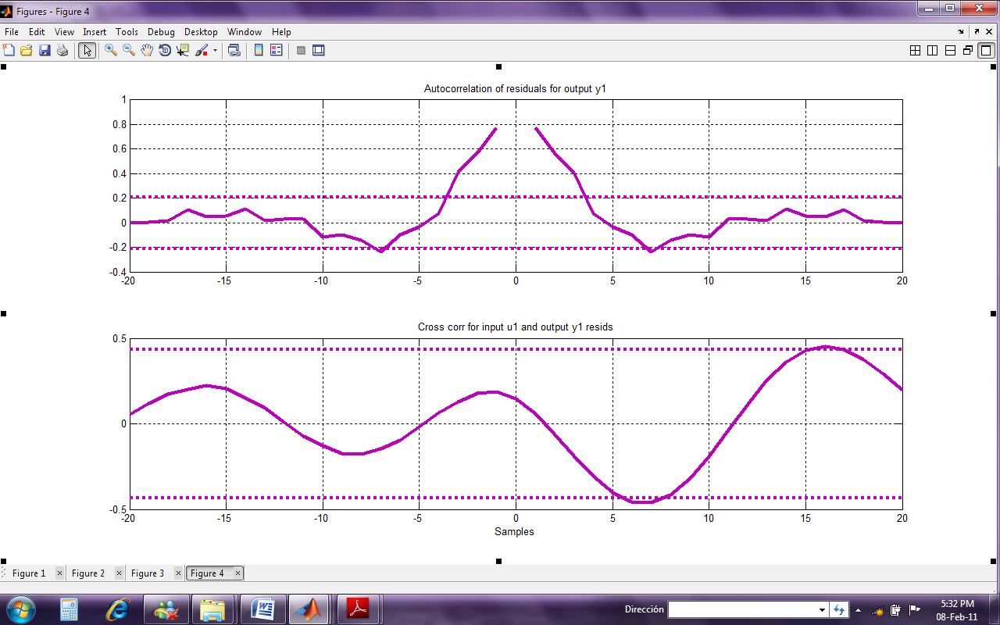 Figures - Figure 4
File Edit View Insert Tools Debug Desktop Window Help
Autocorrelation of residuals for output y1
1
0.8
0.6
0.4
0.2
0
-0.2
-0.4
-20 -15 -10 -5 0 5 10 15 20
Cross corr for input u1 and output y1 resids
0.5
0
-0.5
-20 -15 -10 -5 0 5 10 15 20
Samples
Figure 1 Figure 2 Figure 3 Figure 4
Dirección
5:32 PM
08-Feb-11